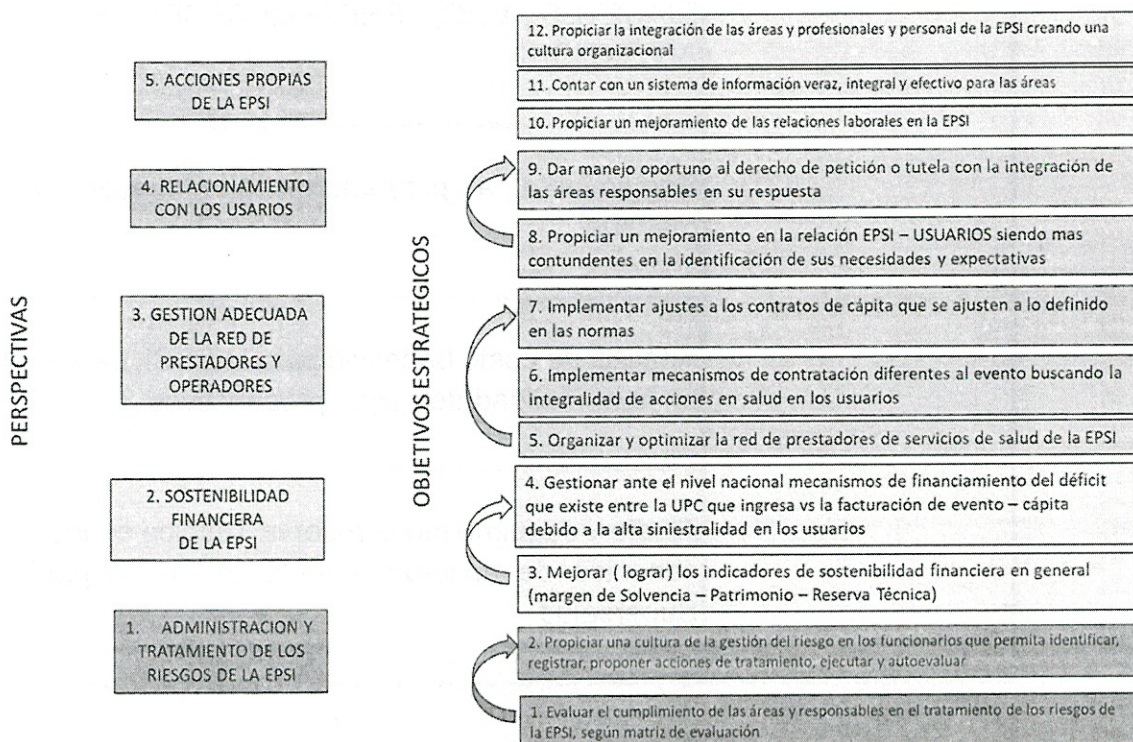 PERSPECTIVAS
5. ACCIONES PROPIAS
DE LA EPSI
4. RELACIONAMIENTO
CON LOS USARIOS
3. GESTION ADECUADA
DE LA RED DE
PRESTADORES Y
OPERADORES
2. SOSTENIBILIDAD
FINANCIERA
DE LA EPSI
1. ADMINISTRACION Y
TRATAMIENTO DE LOS
RIESGOS DE LA EPSI
OBJETIVOS ESTRATEGICOS
12. Propiciar la integración de las áreas y profesionales y personal de la EPSI creando una
cultura organizacional
11. Contar con un sistema de información veraz, integral y efectivo para las áreas
10. Propiciar un mejoramiento de las relaciones laborales en la EPSI
9. Dar manejo oportuno al derecho de petición o tutela con la integración de
las áreas responsables en su respuesta
8. Propiciar un mejoramiento en la relación EPSI – USUARIOS siendo mas
contundentes en la identificación de sus necesidades y expectativas
7. Implementar ajustes a los contratos de cápita que se ajusten a lo definido
en las normas
6. Implementar mecanismos de contratación diferentes al evento buscando la
integralidad de acciones en salud en los usuarios
5. Organizar y optimizar la red de prestadores de servicios de salud de la EPSI
4. Gestionar ante el nivel nacional mecanismos de financiamiento del déficit
que existe entre la UPC que ingresa vs la facturación de evento – cápita
debido a la alta siniestralidad en los usuarios
3. Mejorar ( lograr) los indicadores de sostenibilidad financiera en general
(margen de Solvencia – Patrimonio – Reserva Técnica)
2. Propiciar una cultura de la gestión del riesgo en los funcionarios que permita identificar,
registrar, proponer acciones de tratamiento, ejecutar y autoevaluar
1. Evaluar el cumplimiento de las áreas y responsables en el tratamiento de los riesgos de
la EPSI, según matriz de evaluación